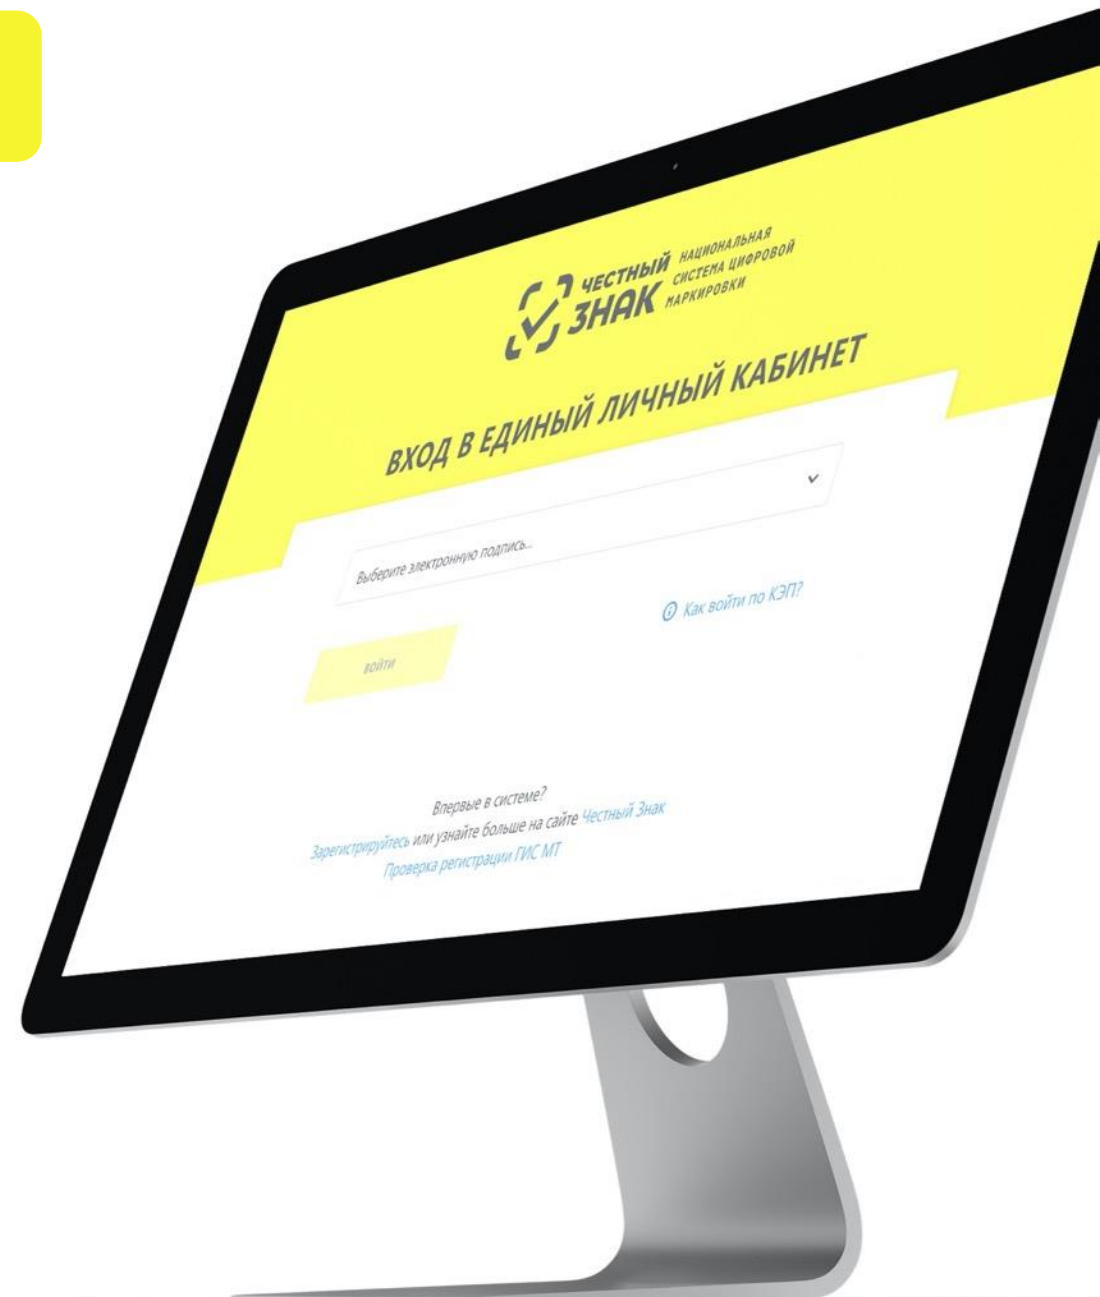 ЧЕСТНЫЙ
ЗНАК
НАЦИОНАЛЬНАЯ
СИСТЕМА ЦИФРОВОЙ
МАРКИРОВКИ
ВХОД В ЕДИНЫЙ ЛИЧНЫЙ КАБИНЕТ
Выберите электронную подпись...
Как войти по КЭП?
ВОЙТИ
Впервые в системе?
Зарегистрируйтесь или узнайте больше на сайте Честный Знак
Проверка регистрации ГИС МТ